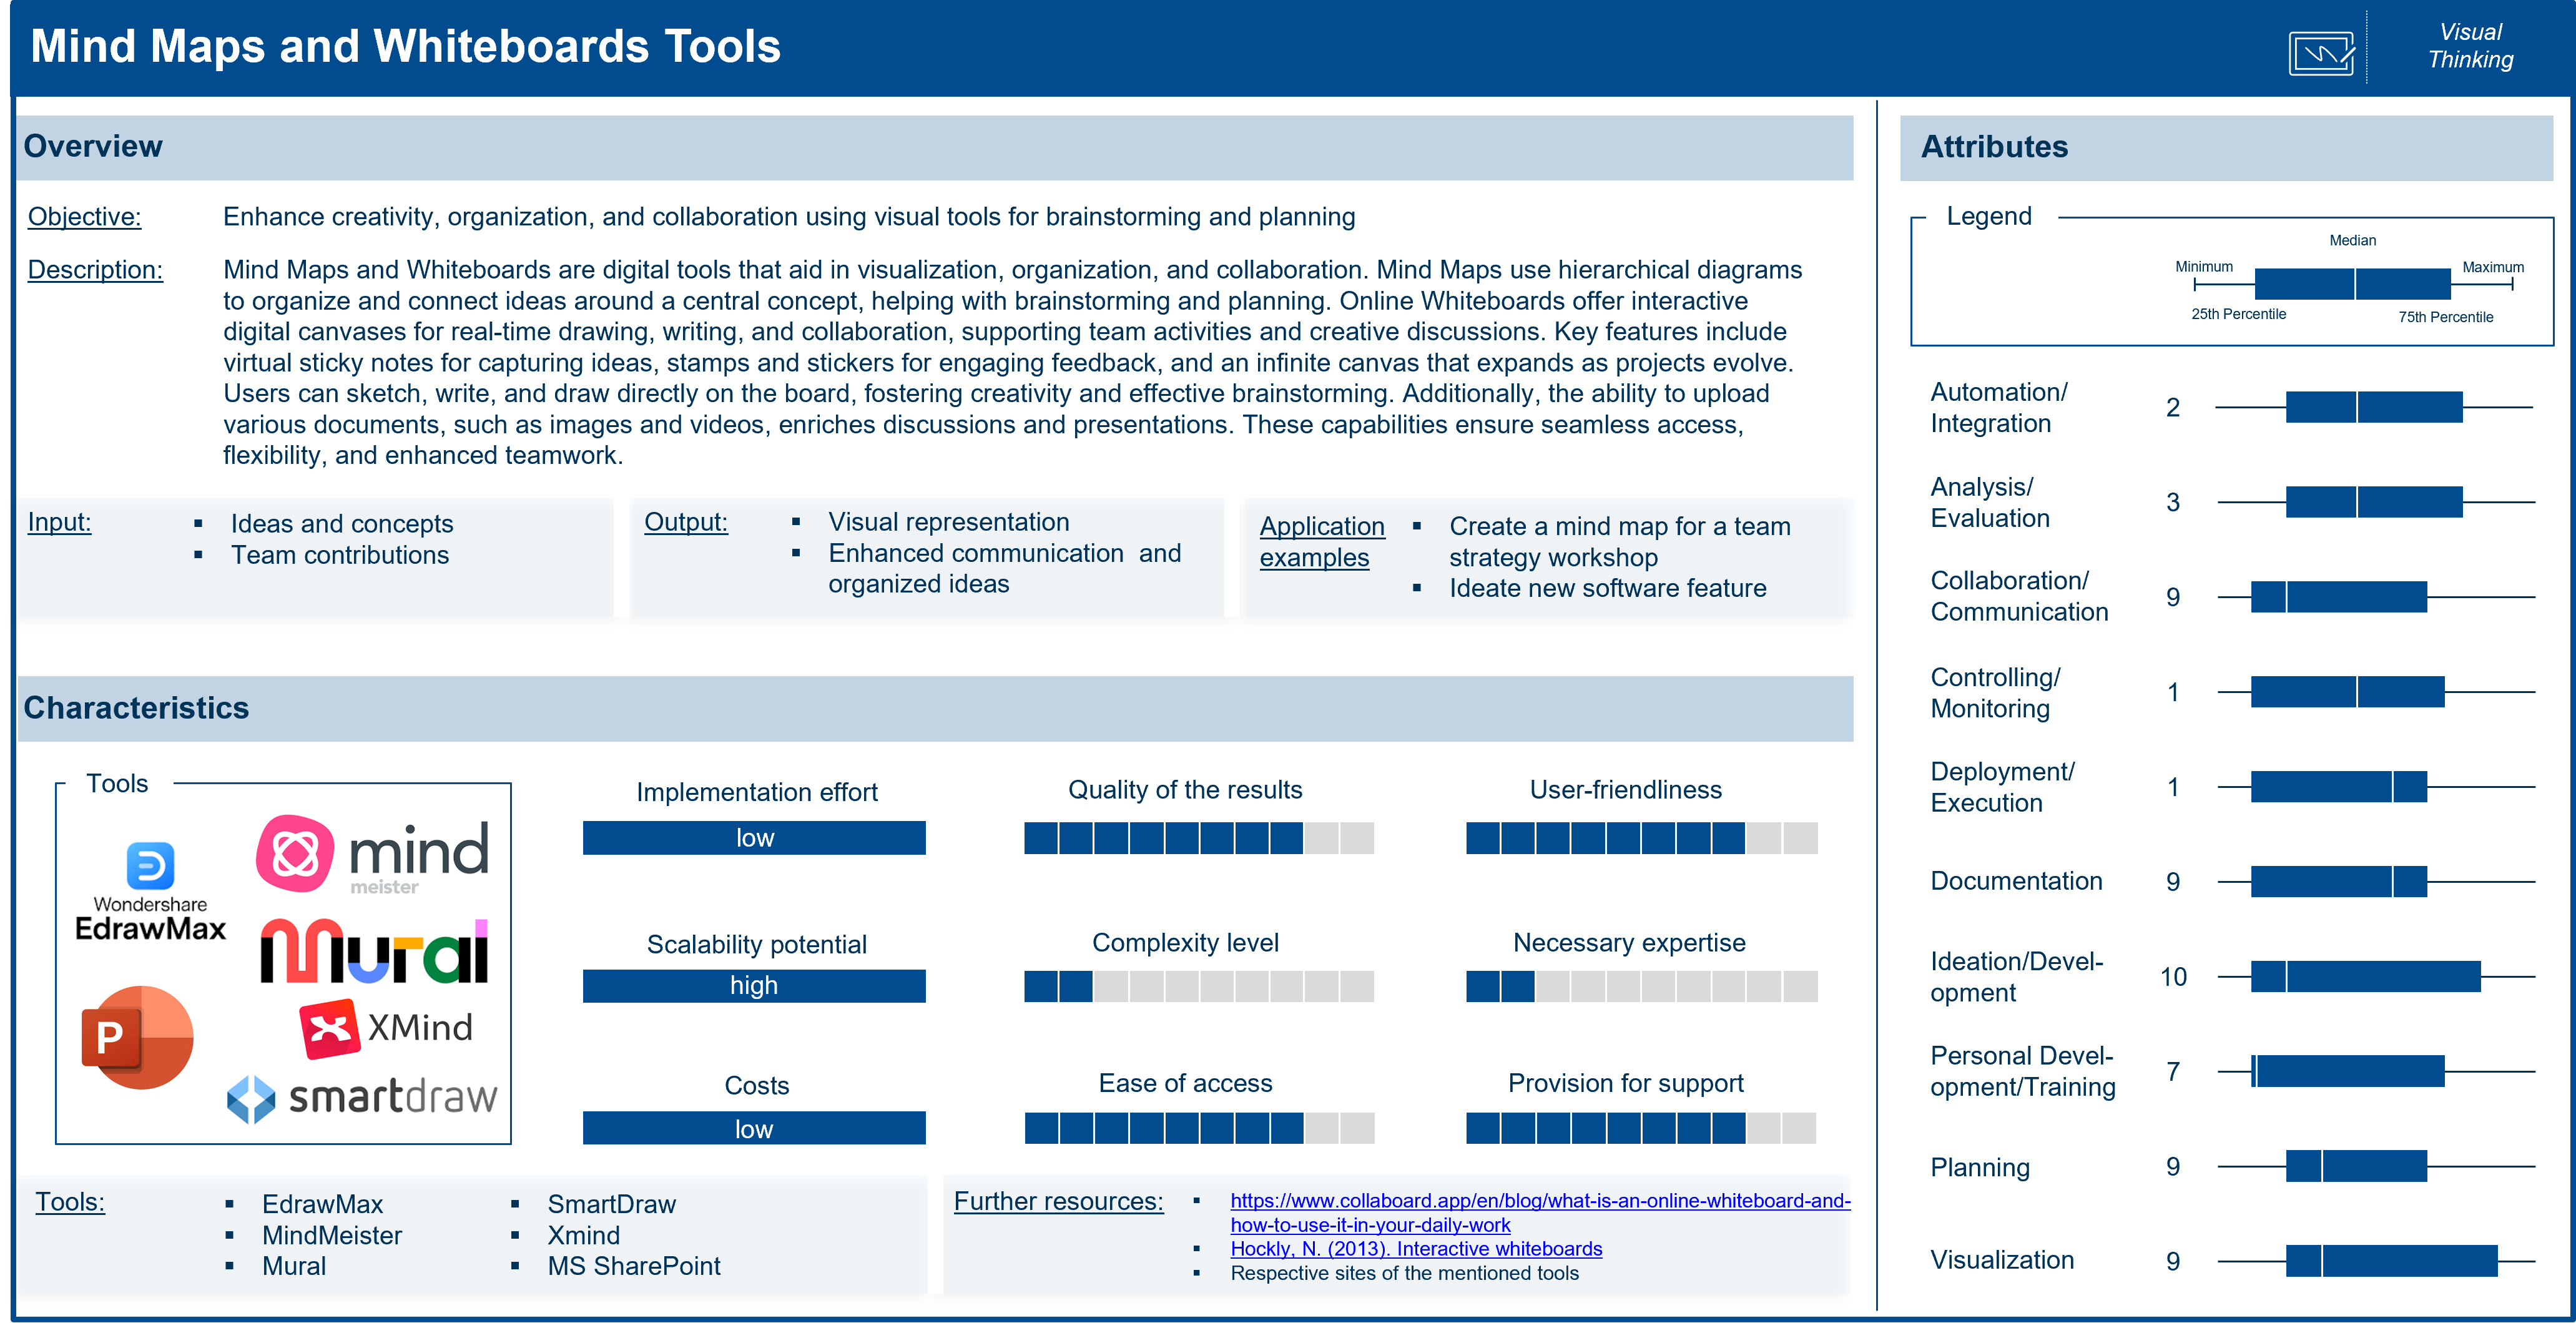 Mind Maps and Whiteboards Tools
Visual
Thinking
Overview
Objective: Enhance creativity, organization, and collaboration using visual tools for brainstorming and planning
Description: Mind Maps and Whiteboards are digital tools that aid in visualization, organization, and collaboration. Mind Maps use hierarchical diagrams
to organize and connect ideas around a central concept, helping with brainstorming and planning. Online Whiteboards offer interactive
digital canvases for real-time drawing, writing, and collaboration, supporting team activities and creative discussions. Key features include
virtual sticky notes for capturing ideas, stamps and stickers for engaging feedback, and an infinite canvas that expands as projects evolve.
Users can sketch, write, and draw directly on the board, fostering creativity and effective brainstorming. Additionally, the ability to upload
various documents, such as images and videos, enriches discussions and presentations. These capabilities ensure seamless access,
flexibility, and enhanced teamwork.
Input:
▪ Ideas and concepts
▪ Team contributions
Output:
▪ Visual representation
▪ Enhanced communication and
organized ideas
Application
examples
▪ Create a mind map for a team
strategy workshop
▪ Ideate new software feature
Characteristics
Tools
Wondershare
EdrawMax
mind
meister
mural
P
XMind
smartdraw
Implementation effort
low
Quality of the results
User-friendliness
Scalability potential
high
Complexity level
Necessary expertise
Costs
low
Ease of access
Provision for support
Tools:
▪ EdrawMax
▪ MindMeister
▪ Mural
▪ SmartDraw
▪ Xmind
▪ MS SharePoint
Further resources:
▪ https://www.collaboard.app/en/blog/what-is-an-online-whiteboard-and-
how-to-use-it-in-your-daily-work
▪ Hockly, N. (2013). Interactive whiteboards
▪ Respective sites of the mentioned tools
Attributes
Legend
Median
Minimum
Maximum
25th Percentile
75th Percentile
Automation/
Integration
2
Analysis/
Evaluation
3
Collaboration/
Communication
9
Controlling/
Monitoring
1
Deployment/
Execution
1
Documentation
9
Ideation/Devel-
opment
10
Personal Devel-
opment/Training
7
Planning
9
Visualization
9